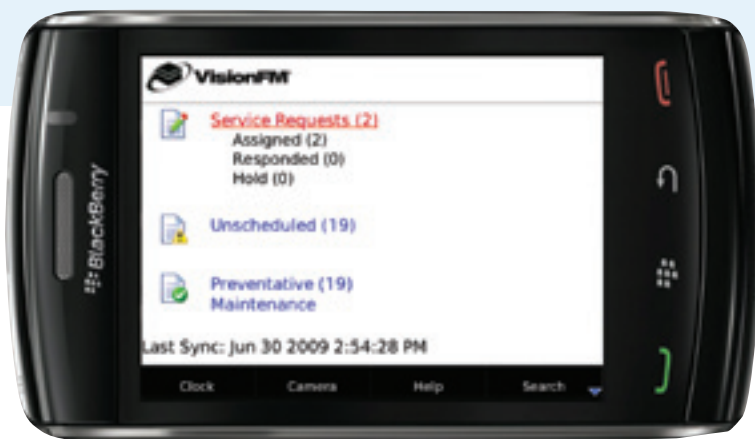 VisionFM
Service Requests (2)
Assigned (2)
Responded (0)
Hold (0)
Unscheduled (19)
Preventative (19)
Maintenance
Last Sync: Jun 30 2009 2:54:28 PM
Clock Camera Help Search
BlackBerry